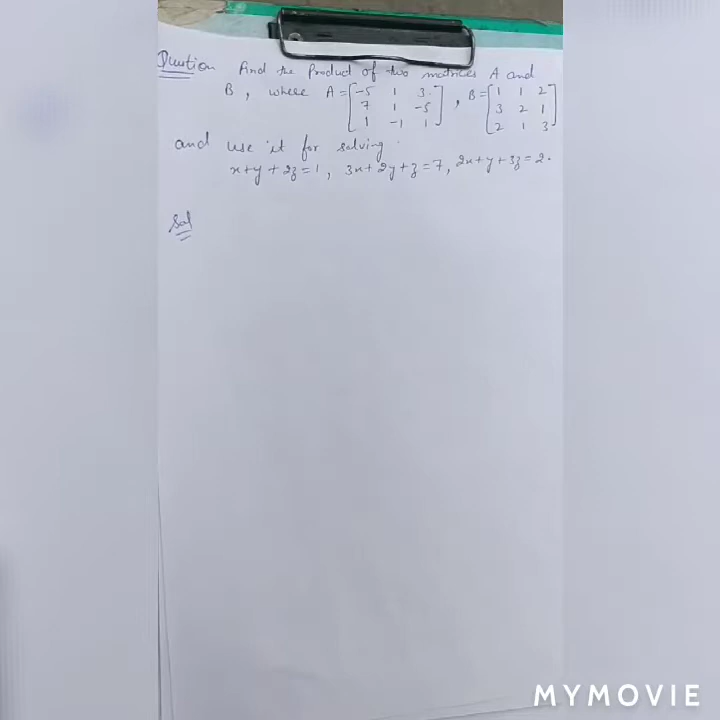 Question Find the Product of two matrices A and
B, where A = [-5 1 3, 7 1 -5, 1 -1 1], B = [1 1 2, 3 2 1, 2 1 3]
and use it for solving
x+y+2z=1, 3x+2y+z=7, 2x+y+3z=2.
Sol
MYMOVIE